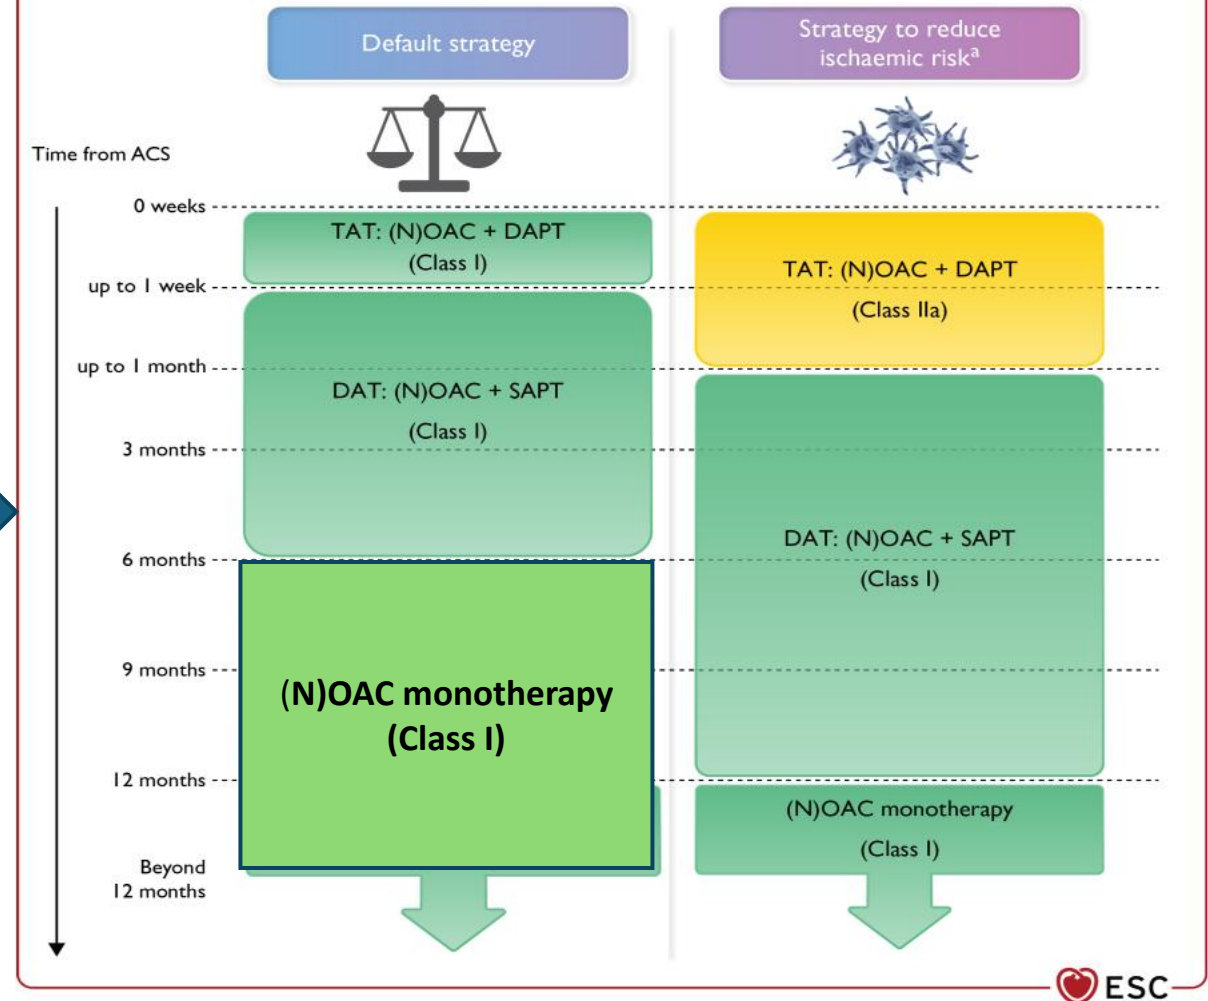 Default strategy
Strategy to reduce
ischaemic riskᵃ
Time from ACS
0 weeks
TAT: (N)OAC + DAPT
(Class I)
TAT: (N)OAC + DAPT
(Class IIa)
up to 1 week
up to 1 month
DAT: (N)OAC + SAPT
(Class I)
3 months
DAT: (N)OAC + SAPT
(Class I)
6 months
9 months
(N)OAC monotherapy
(Class I)
12 months
(N)OAC monotherapy
(Class I)
Beyond
12 months
ESC